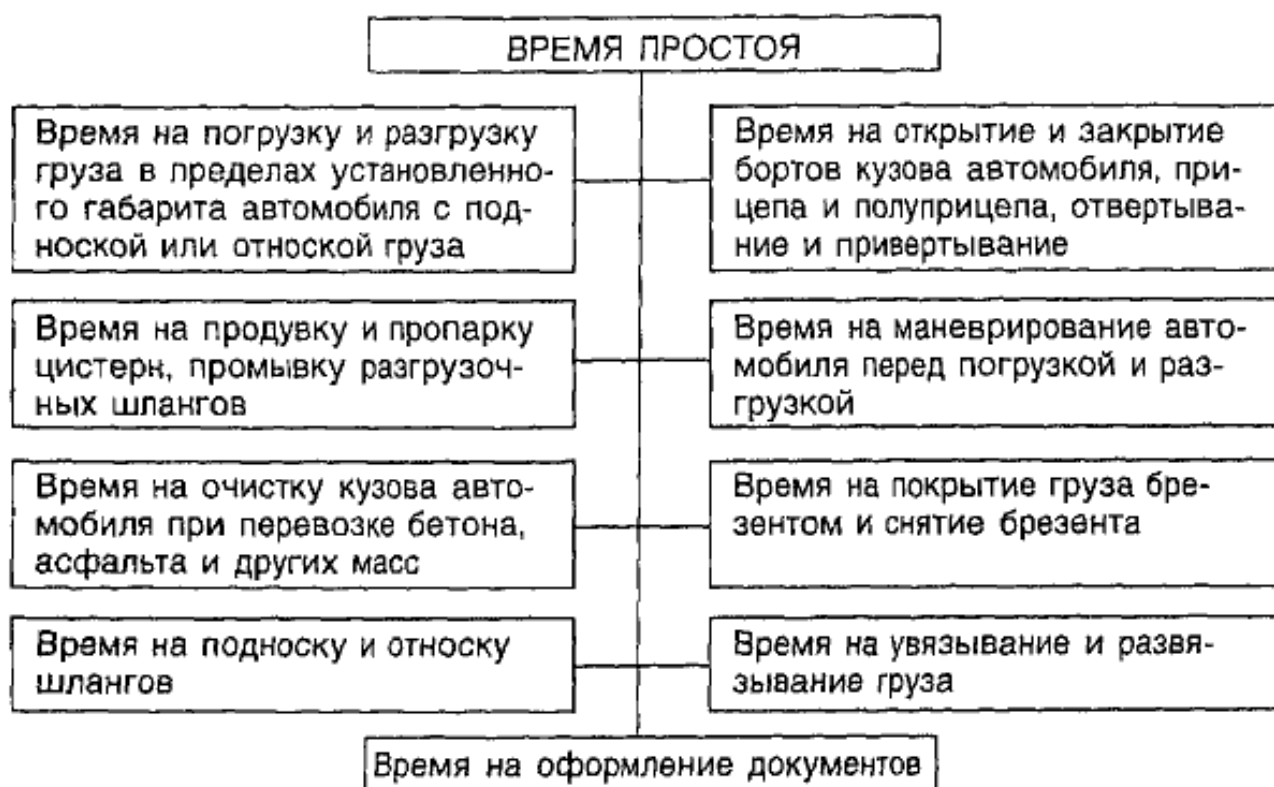 ВРЕМЯ ПРОСТОЯ
Время на погрузку и разгрузку
груза в пределах установленно-
го габарита автомобиля с под-
ноской или отноской груза
Время на открытие и закрытие
бортов кузова автомобиля, при-
цепа и полуприцепа, отвертыва-
ние и привертывание
Время на продувку и пропарку
цистерн, промывку разгрузоч-
ных шлангов
Время на маневрирование авто-
мобиля перед погрузкой и раз-
грузкой
Время на очистку кузова авто-
мобиля при перевозке бетона,
асфальта и других масс
Время на покрытие груза бре-
зентом и снятие брезента
Время на подноску и относку
шлангов
Время на увязывание и развя-
зывание груза
Время на оформление документов